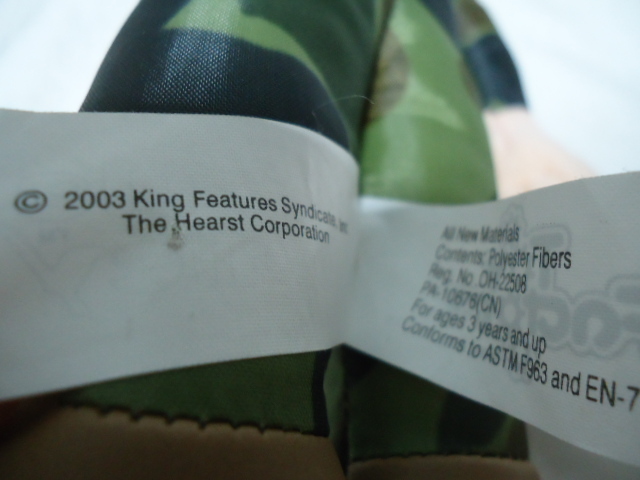 © 2003 King Features Syndicate, Inc
The Hearst Corporation
All New Materials
Contents: Polyester Fibers
Reg. No OH-22508
PA-10676(CN)
For ages 3 years and up
Conforms to ASTM F963 and EN-7